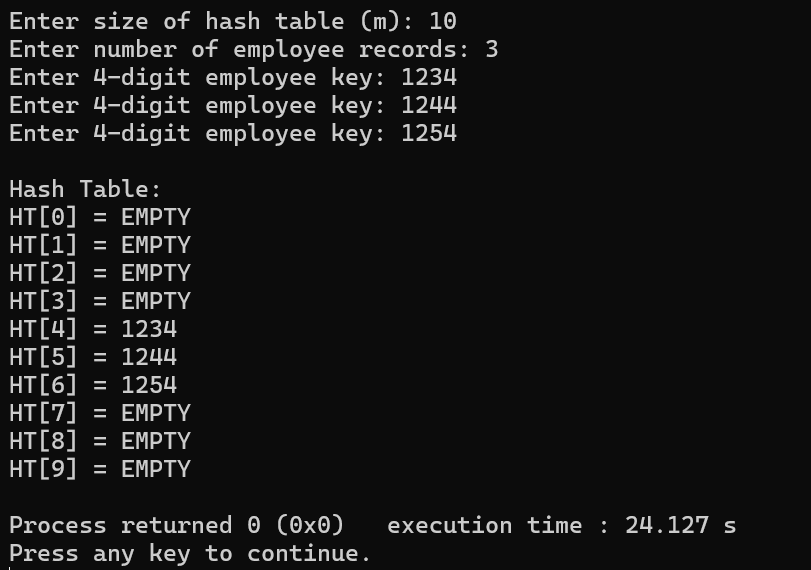 Enter size of hash table (m): 10
Enter number of employee records: 3
Enter 4-digit employee key: 1234
Enter 4-digit employee key: 1244
Enter 4-digit employee key: 1254
Hash Table:
HT[0] = EMPTY
HT[1] = EMPTY
HT[2] = EMPTY
HT[3] = EMPTY
HT[4] = 1234
HT[5] = 1244
HT[6] = 1254
HT[7] = EMPTY
HT[8] = EMPTY
HT[9] = EMPTY
Process returned 0 (0x0)   execution time : 24.127 s
Press any key to continue.